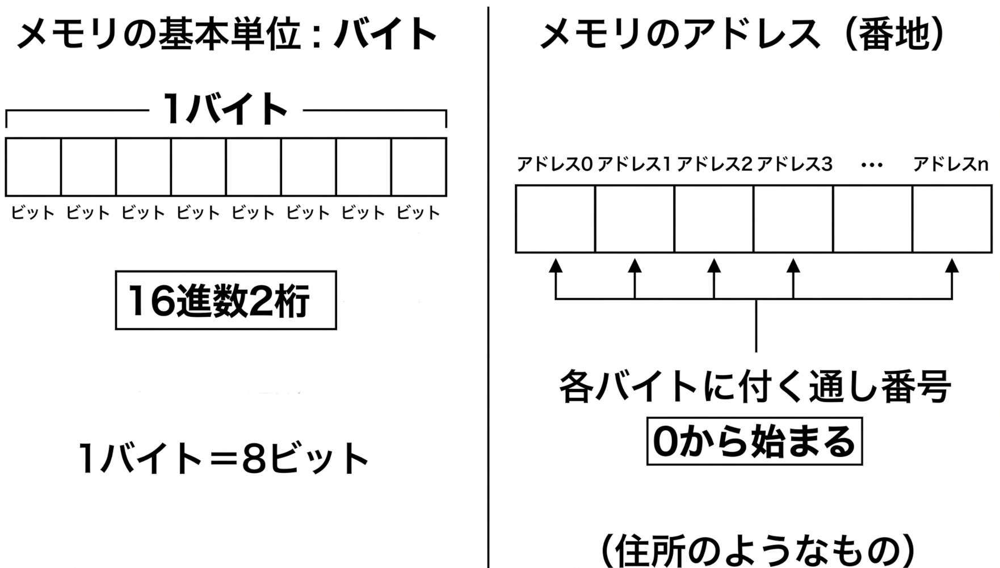 メモリの基本単位：バイト
1バイト
ビット ビット ビット ビット ビット ビット ビット ビット
16進数2桁
1バイト＝8ビット
メモリのアドレス（番地）
アドレス0 アドレス1 アドレス2 アドレス3 … アドレスn
各バイトに付く通し番号
0から始まる
（住所のようなもの）